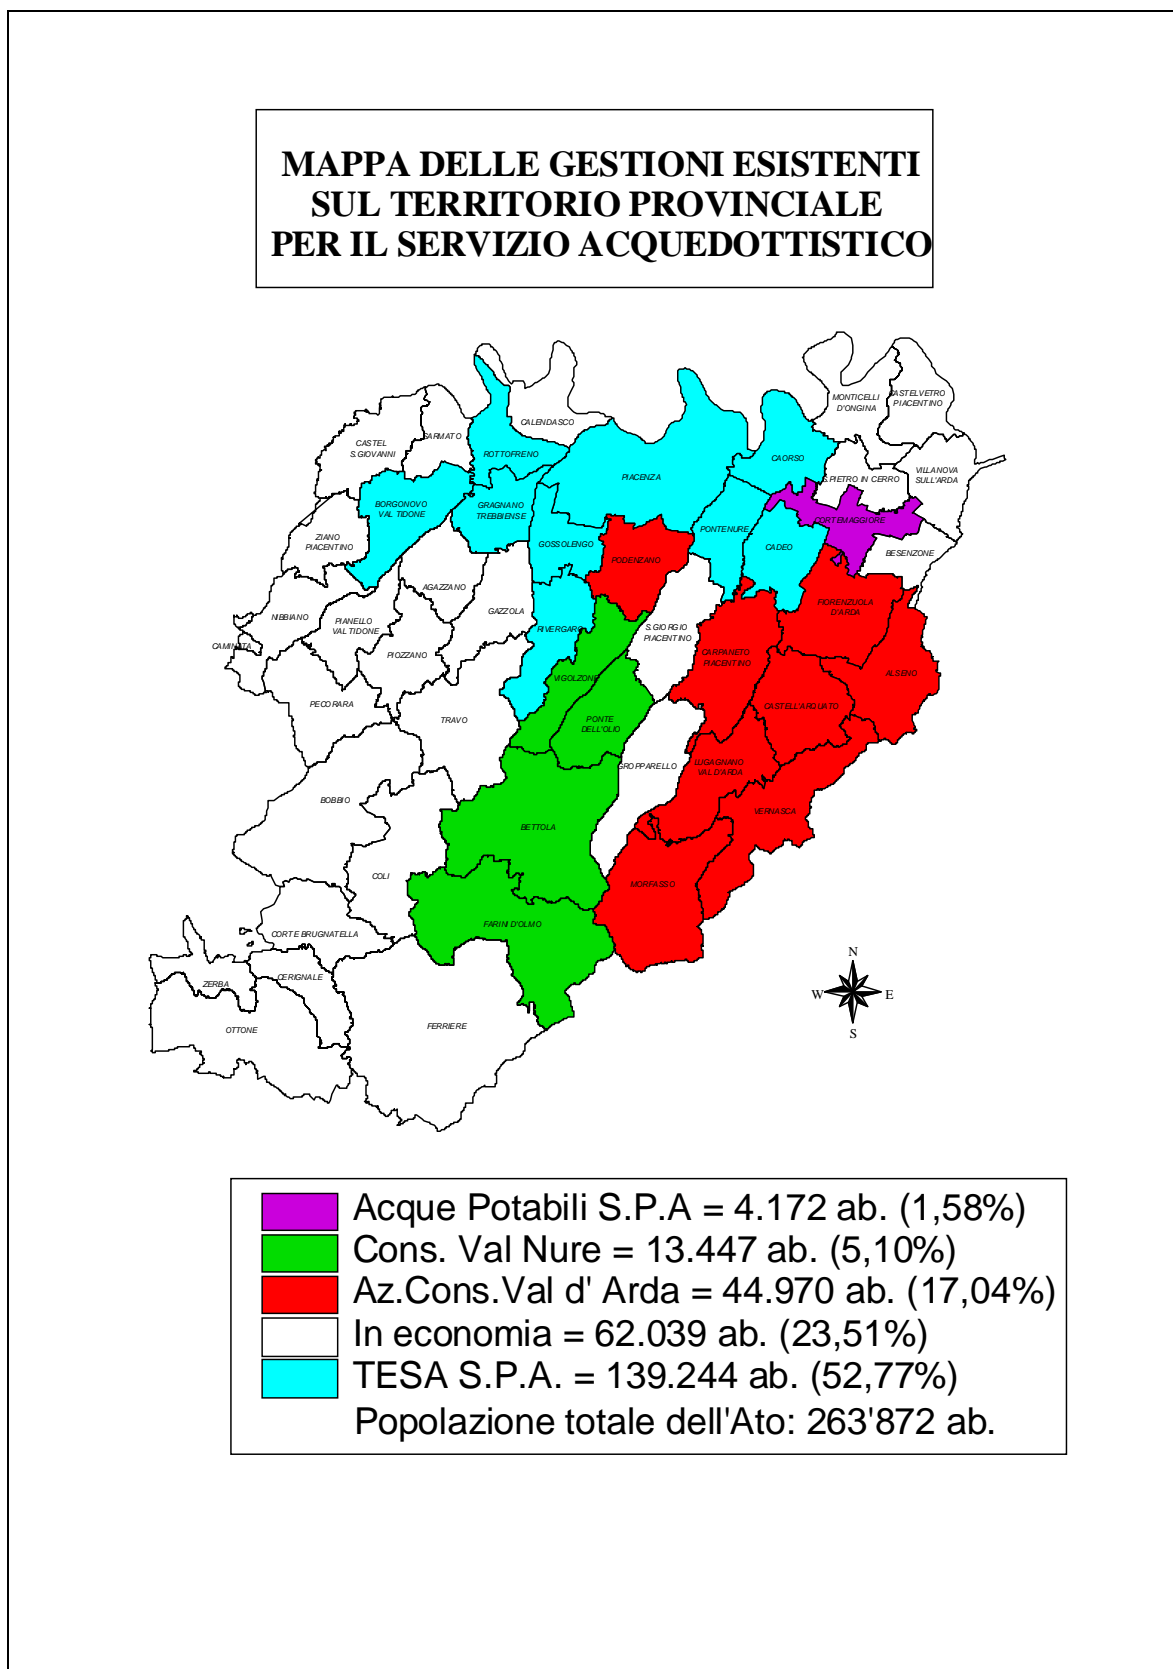 MAPPA DELLE GESTIONI ESISTENTI
SUL TERRITORIO PROVINCIALE
PER IL SERVIZIO ACQUEDOTTISTICO
MONTICELLI
D'ONGINA
CASTELVETRO
PIACENTINO
CALENDASCO
SARMATO
CASTEL
S.GIOVANNI
ROTTOFRENO
CAORSO
PIACENZA
S.PIETRO IN CERRO
VILLANOVA
SULL'ARDA
BORGONOVO
VAL TIDONE
GRAGNANO
TREBBIENSE
CORTEMAGGIORE
PONTENURE
ZIANO
PIACENTINO
GOSSOLENGO
CADEO
BESENZONE
PODENZANO
AGAZZANO
GAZZOLA
FIORENZUOLA
D'ARDA
NIBBIANO
PIANELLO
VAL TIDONE
RIVERGARO
S.GIORGIO
PIACENTINO
CAMINATA
PIOZZANO
CARPANETO
PIACENTINO
ALSENO
VIGOLZONE
PECORARA
TRAVO
PONTE
DELL'OLIO
CASTELL'ARQUATO
GROPPARELLO
LUGAGNANO
VAL D'ARDA
BOBBIO
VERNASCA
BETTOLA
COLI
MORFASSO
FARINI D'OLMO
CORTE BRUGNATELLA
CERIGNALE
ZERBA
OTTONE
FERRIERE
N
W
E
S
Acque Potabili S.P.A = 4.172 ab. (1,58%)
Cons. Val Nure = 13.447 ab. (5,10%)
Az.Cons.Val d' Arda = 44.970 ab. (17,04%)
In economia = 62.039 ab. (23,51%)
TESA S.P.A. = 139.244 ab. (52,77%)
Popolazione totale dell'Ato: 263'872 ab.